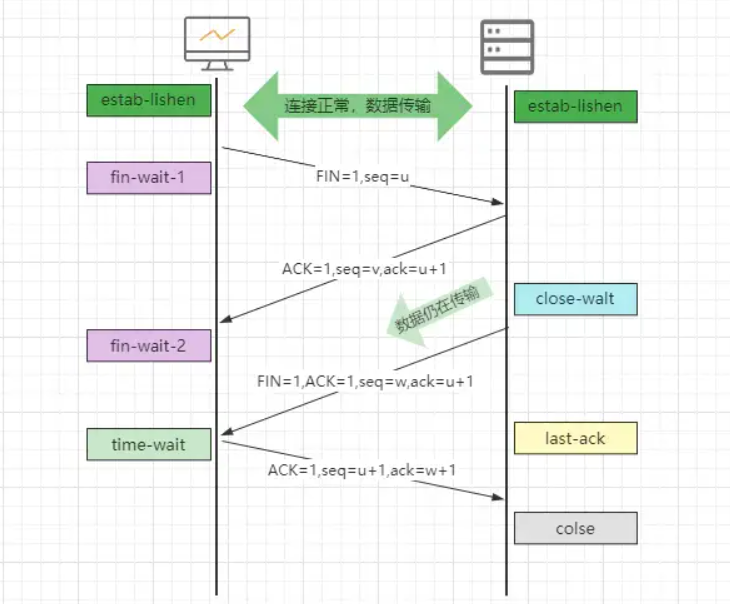 estab-lishen
连接正常，数据传输
estab-lishen
fin-wait-1
FIN=1,seq=u
ACK=1,seq=v,ack=u+1
数据仍在传输
close-walt
fin-wait-2
FIN=1,ACK=1,seq=w,ack=u+1
time-wait
last-ack
ACK=1,seq=u+1,ack=w+1
colse